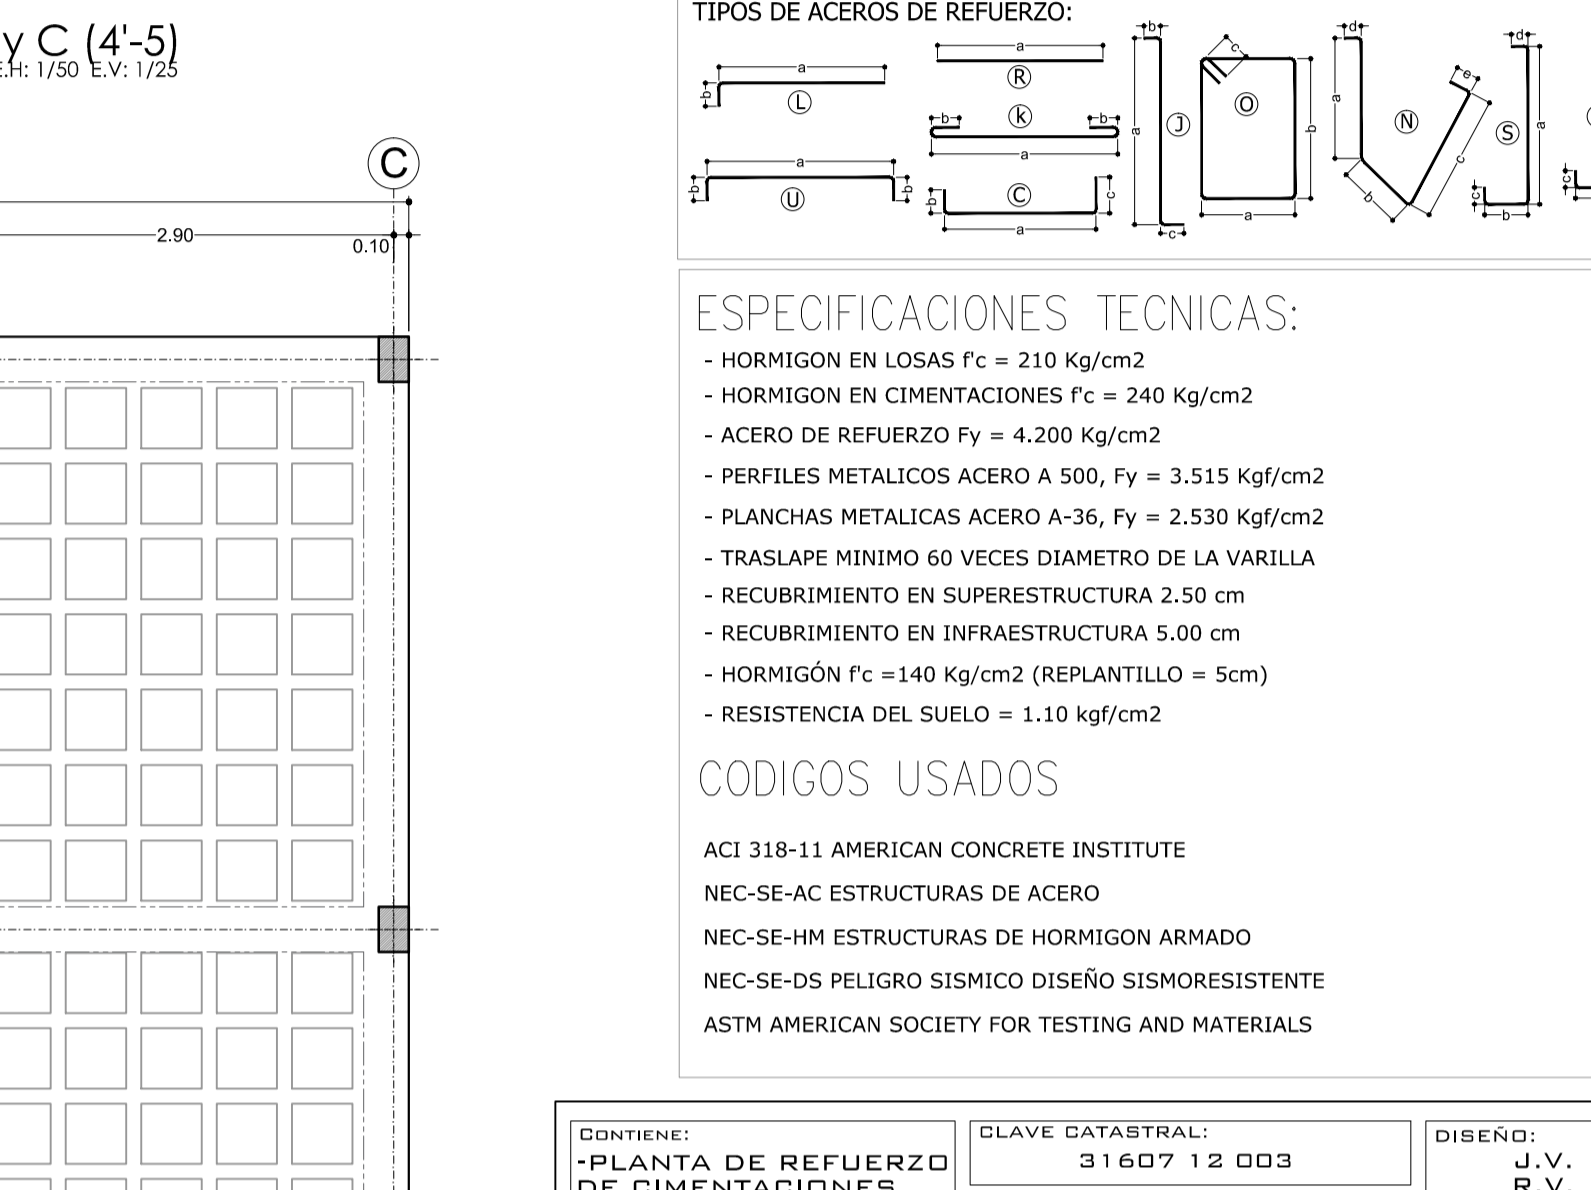 y C (4'-5)
E.H: 1/50 E.V: 1/25
C
2.90
0.10
TIPOS DE ACEROS DE REFUERZO:
a
b
L
a
R
b
b
k
a
a
b
b
U
b
c
C
a
b
a
J
c
c
O
b
a
d
a
N
e
b
c
d
S
a
c
b
c
ESPECIFICACIONES TECNICAS:
- HORMIGON EN LOSAS f'c = 210 Kg/cm2
- HORMIGON EN CIMENTACIONES f'c = 240 Kg/cm2
- ACERO DE REFUERZO Fy = 4.200 Kg/cm2
- PERFILES METALICOS ACERO A 500, Fy = 3.515 Kgf/cm2
- PLANCHAS METALICAS ACERO A-36, Fy = 2.530 Kgf/cm2
- TRASLAPE MINIMO 60 VECES DIAMETRO DE LA VARILLA
- RECUBRIMIENTO EN SUPERESTRUCTURA 2.50 cm
- RECUBRIMIENTO EN INFRAESTRUCTURA 5.00 cm
- HORMIGÓN f'c =140 Kg/cm2 (REPLANTILLO = 5cm)
- RESISTENCIA DEL SUELO = 1.10 kgf/cm2
CODIGOS USADOS
ACI 318-11 AMERICAN CONCRETE INSTITUTE
NEC-SE-AC ESTRUCTURAS DE ACERO
NEC-SE-HM ESTRUCTURAS DE HORMIGON ARMADO
NEC-SE-DS PELIGRO SISMICO DISEÑO SISMORESISTENTE
ASTM AMERICAN SOCIETY FOR TESTING AND MATERIALS
CONTIENE:
-PLANTA DE REFUERZO
DE CIMENTACIONES
CLAVE CATASTRAL:
31607 12 003
DISEÑO:
J.V.
R.V.